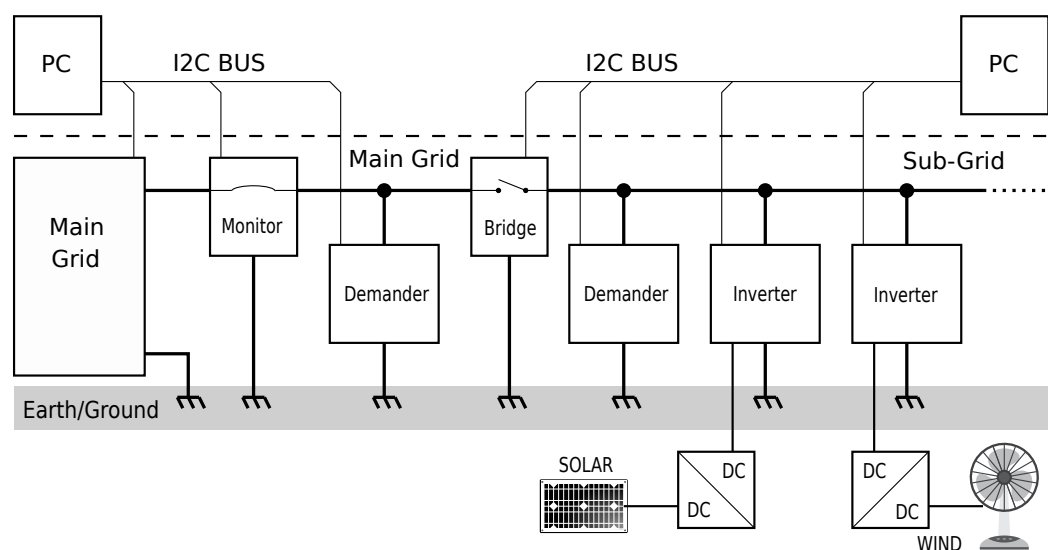 PC
I2C BUS
I2C BUS
PC
Main Grid
Sub-Grid
Main
Grid
Monitor
Bridge
Demander
Demander
Inverter
Inverter
Earth/Ground
SOLAR
DC
DC
DC
DC
WIND